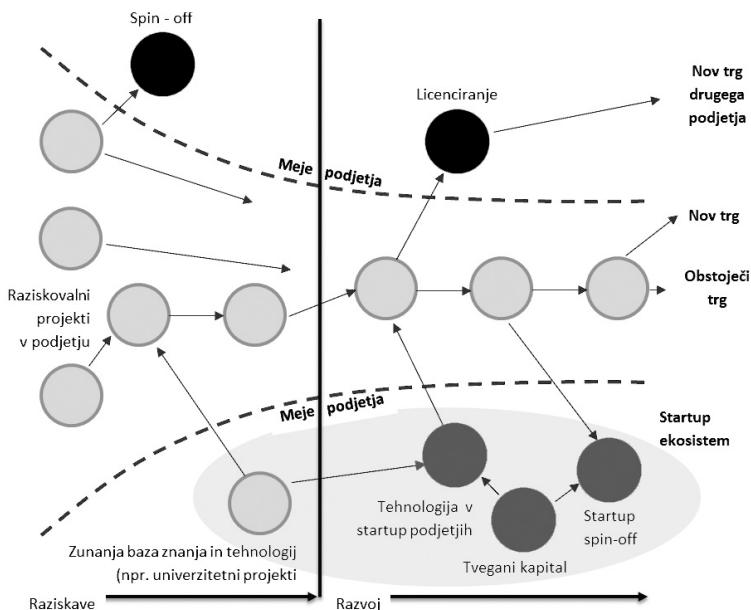 Spin - off
Licenciranje
Nov trg
drugega
podjetja
Meje podjetja
Nov trg
Obstoječi
trg
Raziskovalni
projekti
v podjetju
Meje podjetja
Startup
ekosistem
Tehnologija v
startup podjetjih
Startup
spin-off
Tvegani kapital
Zunanja baza znanja in tehnologij
(npr. univerzitetni projekti
Raziskave
Razvoj